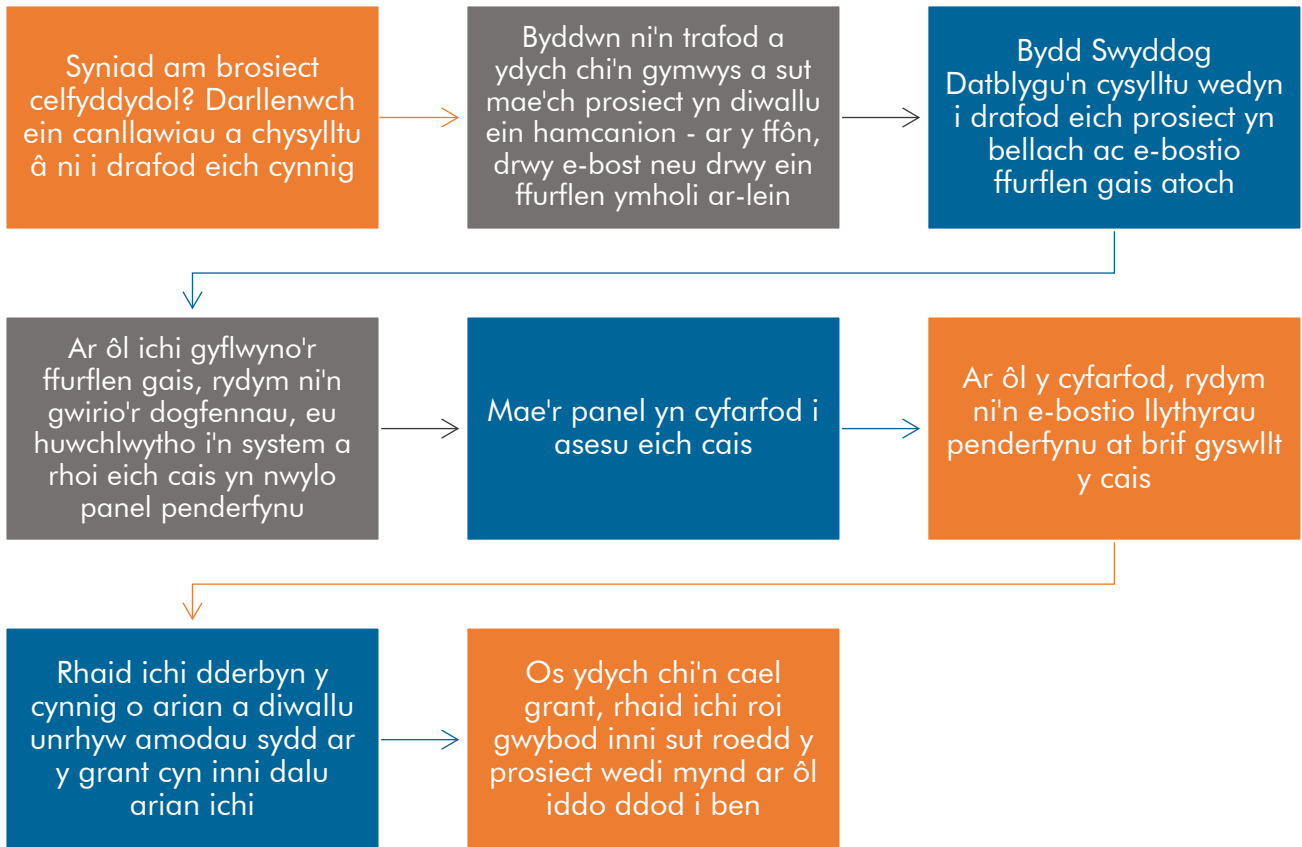 Syniad am brosiect
celfyddydol? Darllenwch
ein canllawiau a chysylltu
â ni i drafod eich cynnig
Byddwn ni'n trafod a
ydych chi'n gymwys a sut
mae'ch prosiect yn diwallu
ein hamcanion - ar y ffôn,
drwy e-bost neu drwy ein
ffurflen ymholi ar-lein
Bydd Swyddog
Datblygu'n cysylltu wedyn
i drafod eich prosiect yn
bellach ac e-bostio
ffurflen gais atoch
Ar ôl ichi gyflwyno'r
ffurflen gais, rydym ni'n
gwirio'r dogfennau, eu
huwchlwytho i'n system a
rhoi eich cais yn nwylo
panel penderfynu
Mae'r panel yn cyfarfod i
asesu eich cais
Ar ôl y cyfarfod, rydym
ni'n e-bostio llythyrau
penderfynu at brif gyswllt
y cais
Rhaid ichi dderbyn y
cynnig o arian a diwallu
unrhyw amodau sydd ar
y grant cyn inni dalu
arian ichi
Os ydych chi'n cael
grant, rhaid ichi roi
gwybod inni sut roedd y
prosiect wedi mynd ar ôl
iddo ddod i ben